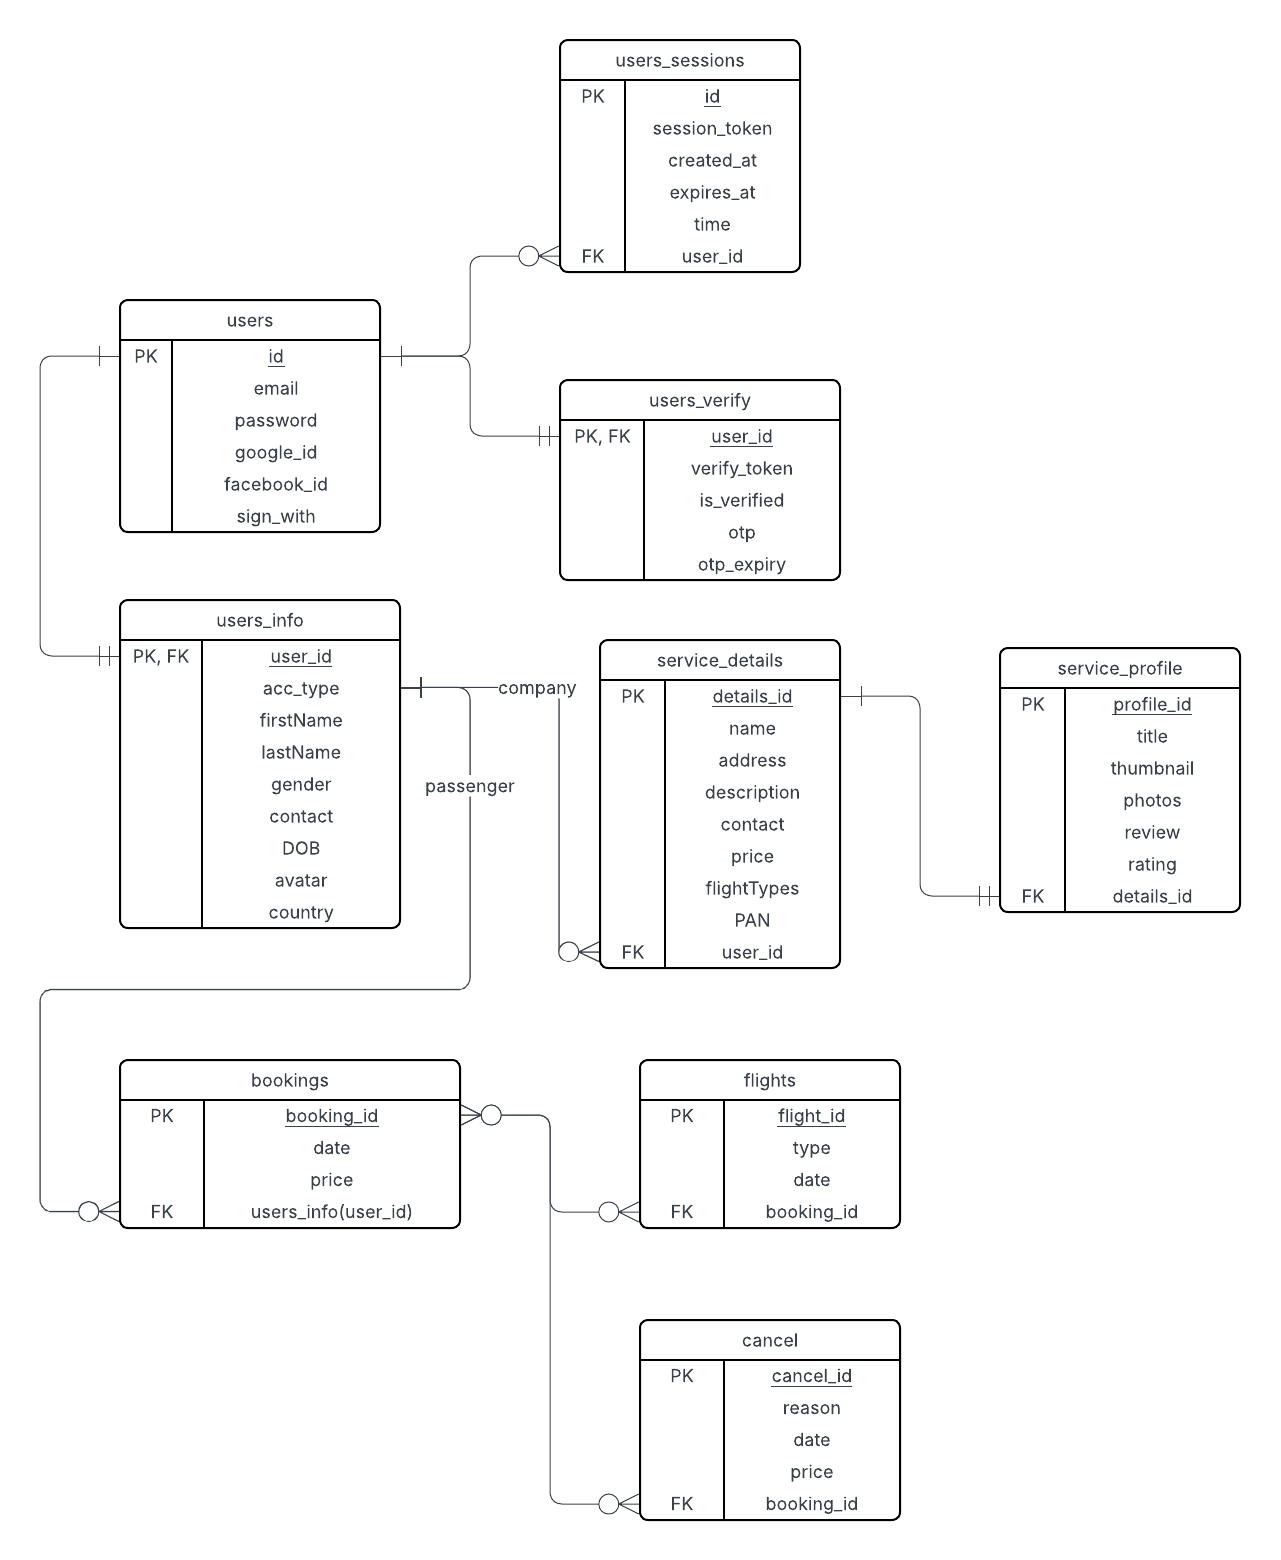 users_sessions
PK id
session_token
created_at
expires_at
time
FK user_id
users
PK id
email
password
google_id
facebook_id
sign_with
users_verify
PK, FK user_id
verify_token
is_verified
otp
otp_expiry
users_info
PK, FK user_id
acc_type
firstName
lastName
gender
contact
DOB
avatar
country
company
passenger
service_details
PK details_id
name
address
description
contact
price
flightTypes
PAN
FK user_id
service_profile
PK profile_id
title
thumbnail
photos
review
rating
FK details_id
bookings
PK booking_id
date
price
FK users_info(user_id)
flights
PK flight_id
type
date
FK booking_id
cancel
PK cancel_id
reason
date
price
FK booking_id